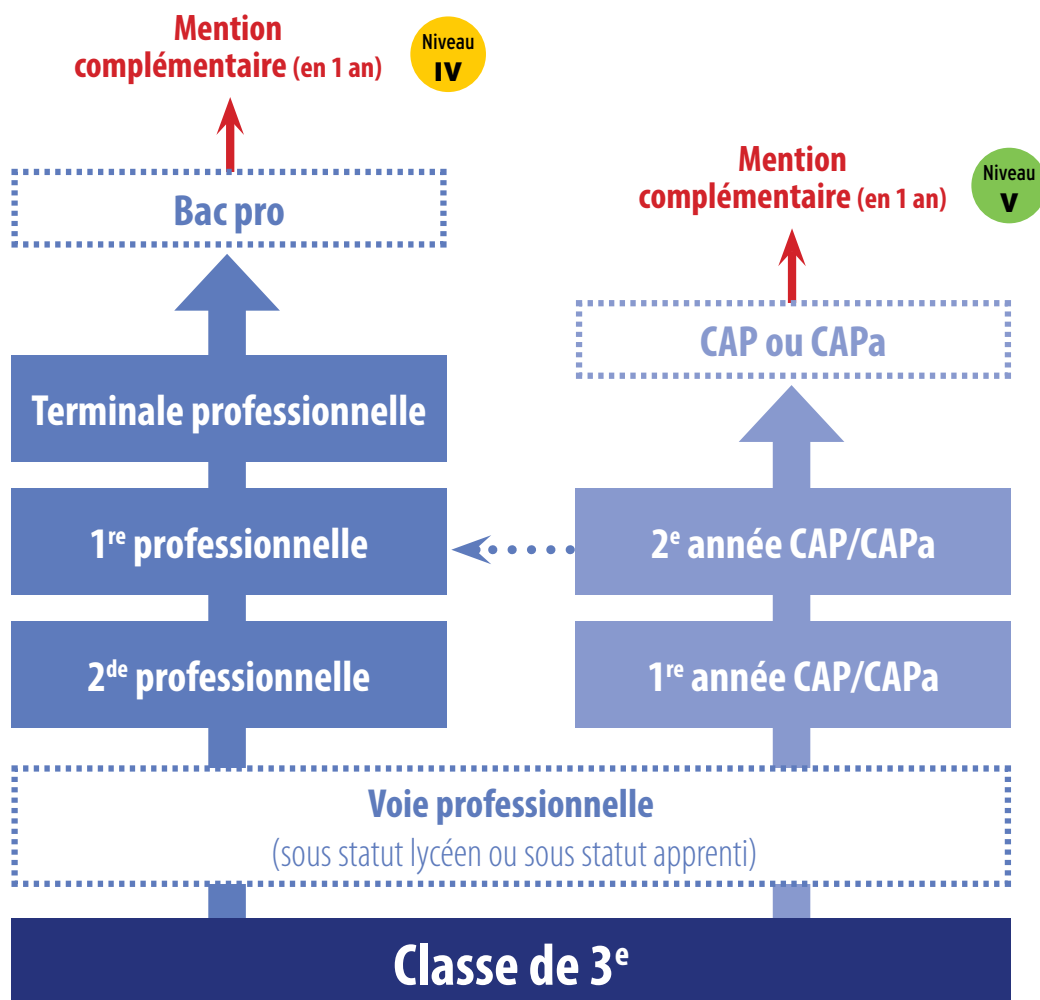 Mention
complémentaire (en 1 an)
Niveau
IV
Bac pro
Terminale professionnelle
1re professionnelle
2de professionnelle
Mention
complémentaire (en 1 an)
Niveau
V
CAP ou CAPa
2e année CAP/CAPa
1re année CAP/CAPa
Voie professionnelle
(sous statut lycéen ou sous statut apprenti)
Classe de 3e